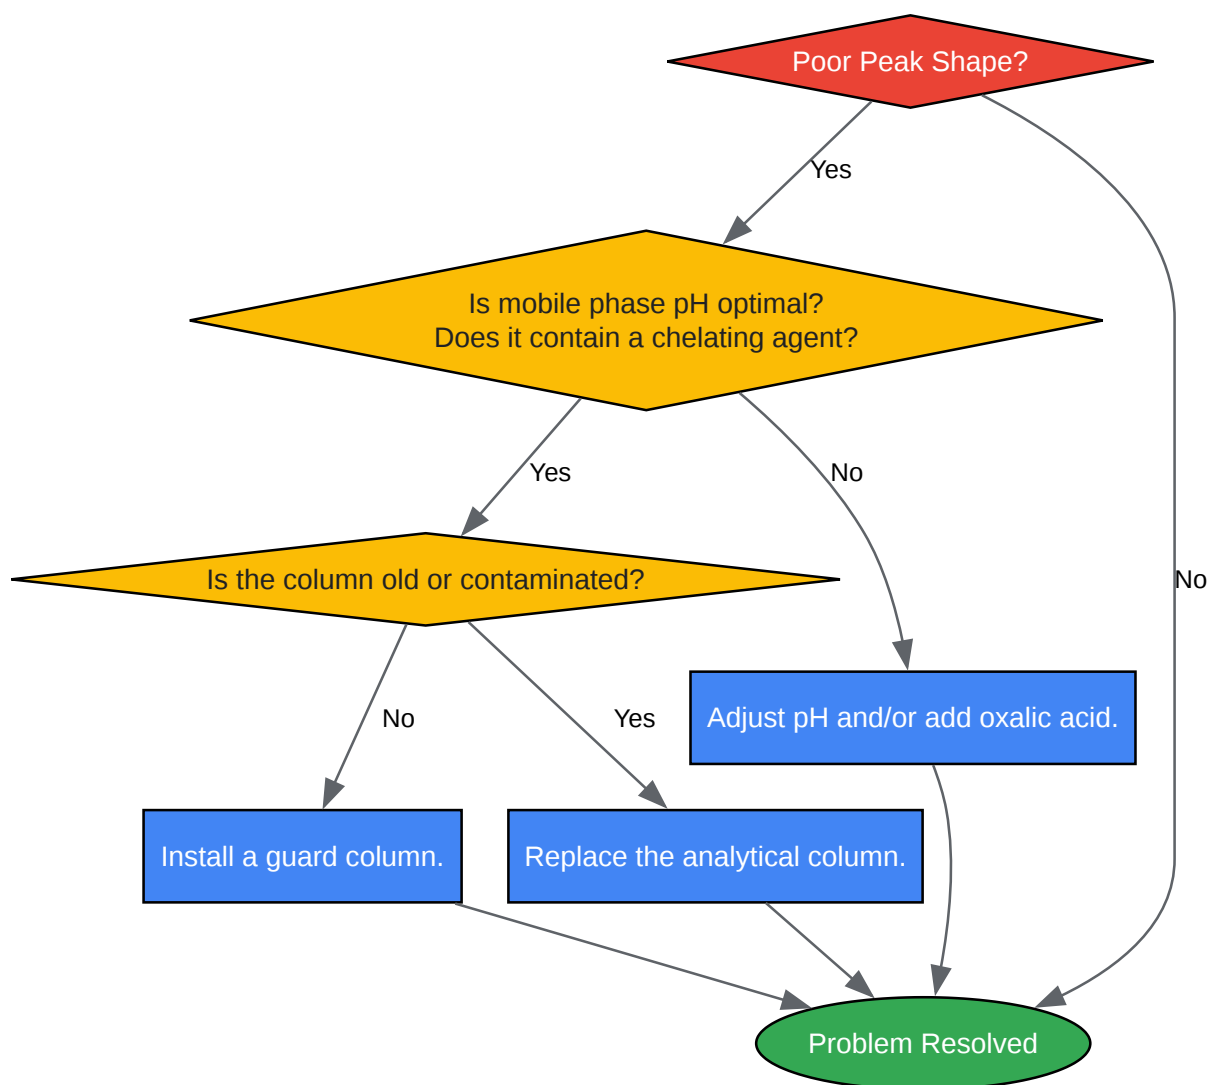 Poor Peak Shape?
Yes
Is mobile phase pH optimal?
Does it contain a chelating agent?
Yes
No
Is the column old or contaminated?
No
No
Yes
Adjust pH and/or add oxalic acid.
Install a guard column.
Replace the analytical column.
Problem Resolved